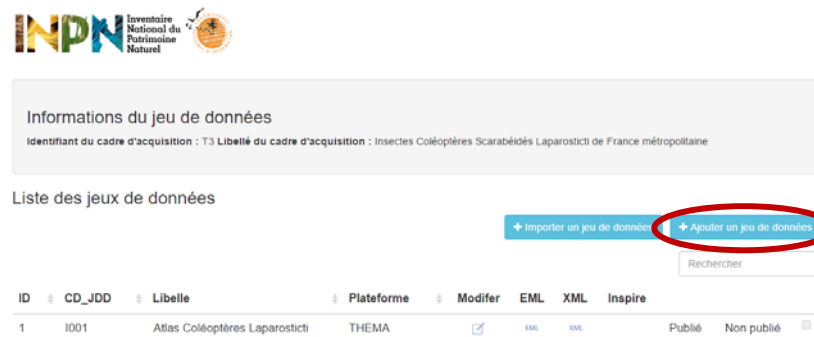 INPN Inventaire
National du
Patrimoine
Naturel
Informations du jeu de données
Identifiant du cadre d'acquisition : T3 Libellé du cadre d'acquisition : Insectes Coléoptères Scarabéidés Laparosticti de France métropolitaine
Liste des jeux de données
+ Importer un jeu de données + Ajouter un jeu de données
Rechercher
ID CD_JDD Libelle Plateforme Modifer EML XML Inspire
1 I001 Atlas Coléoptères Laparosticti THEMA EML XML Publié Non publié